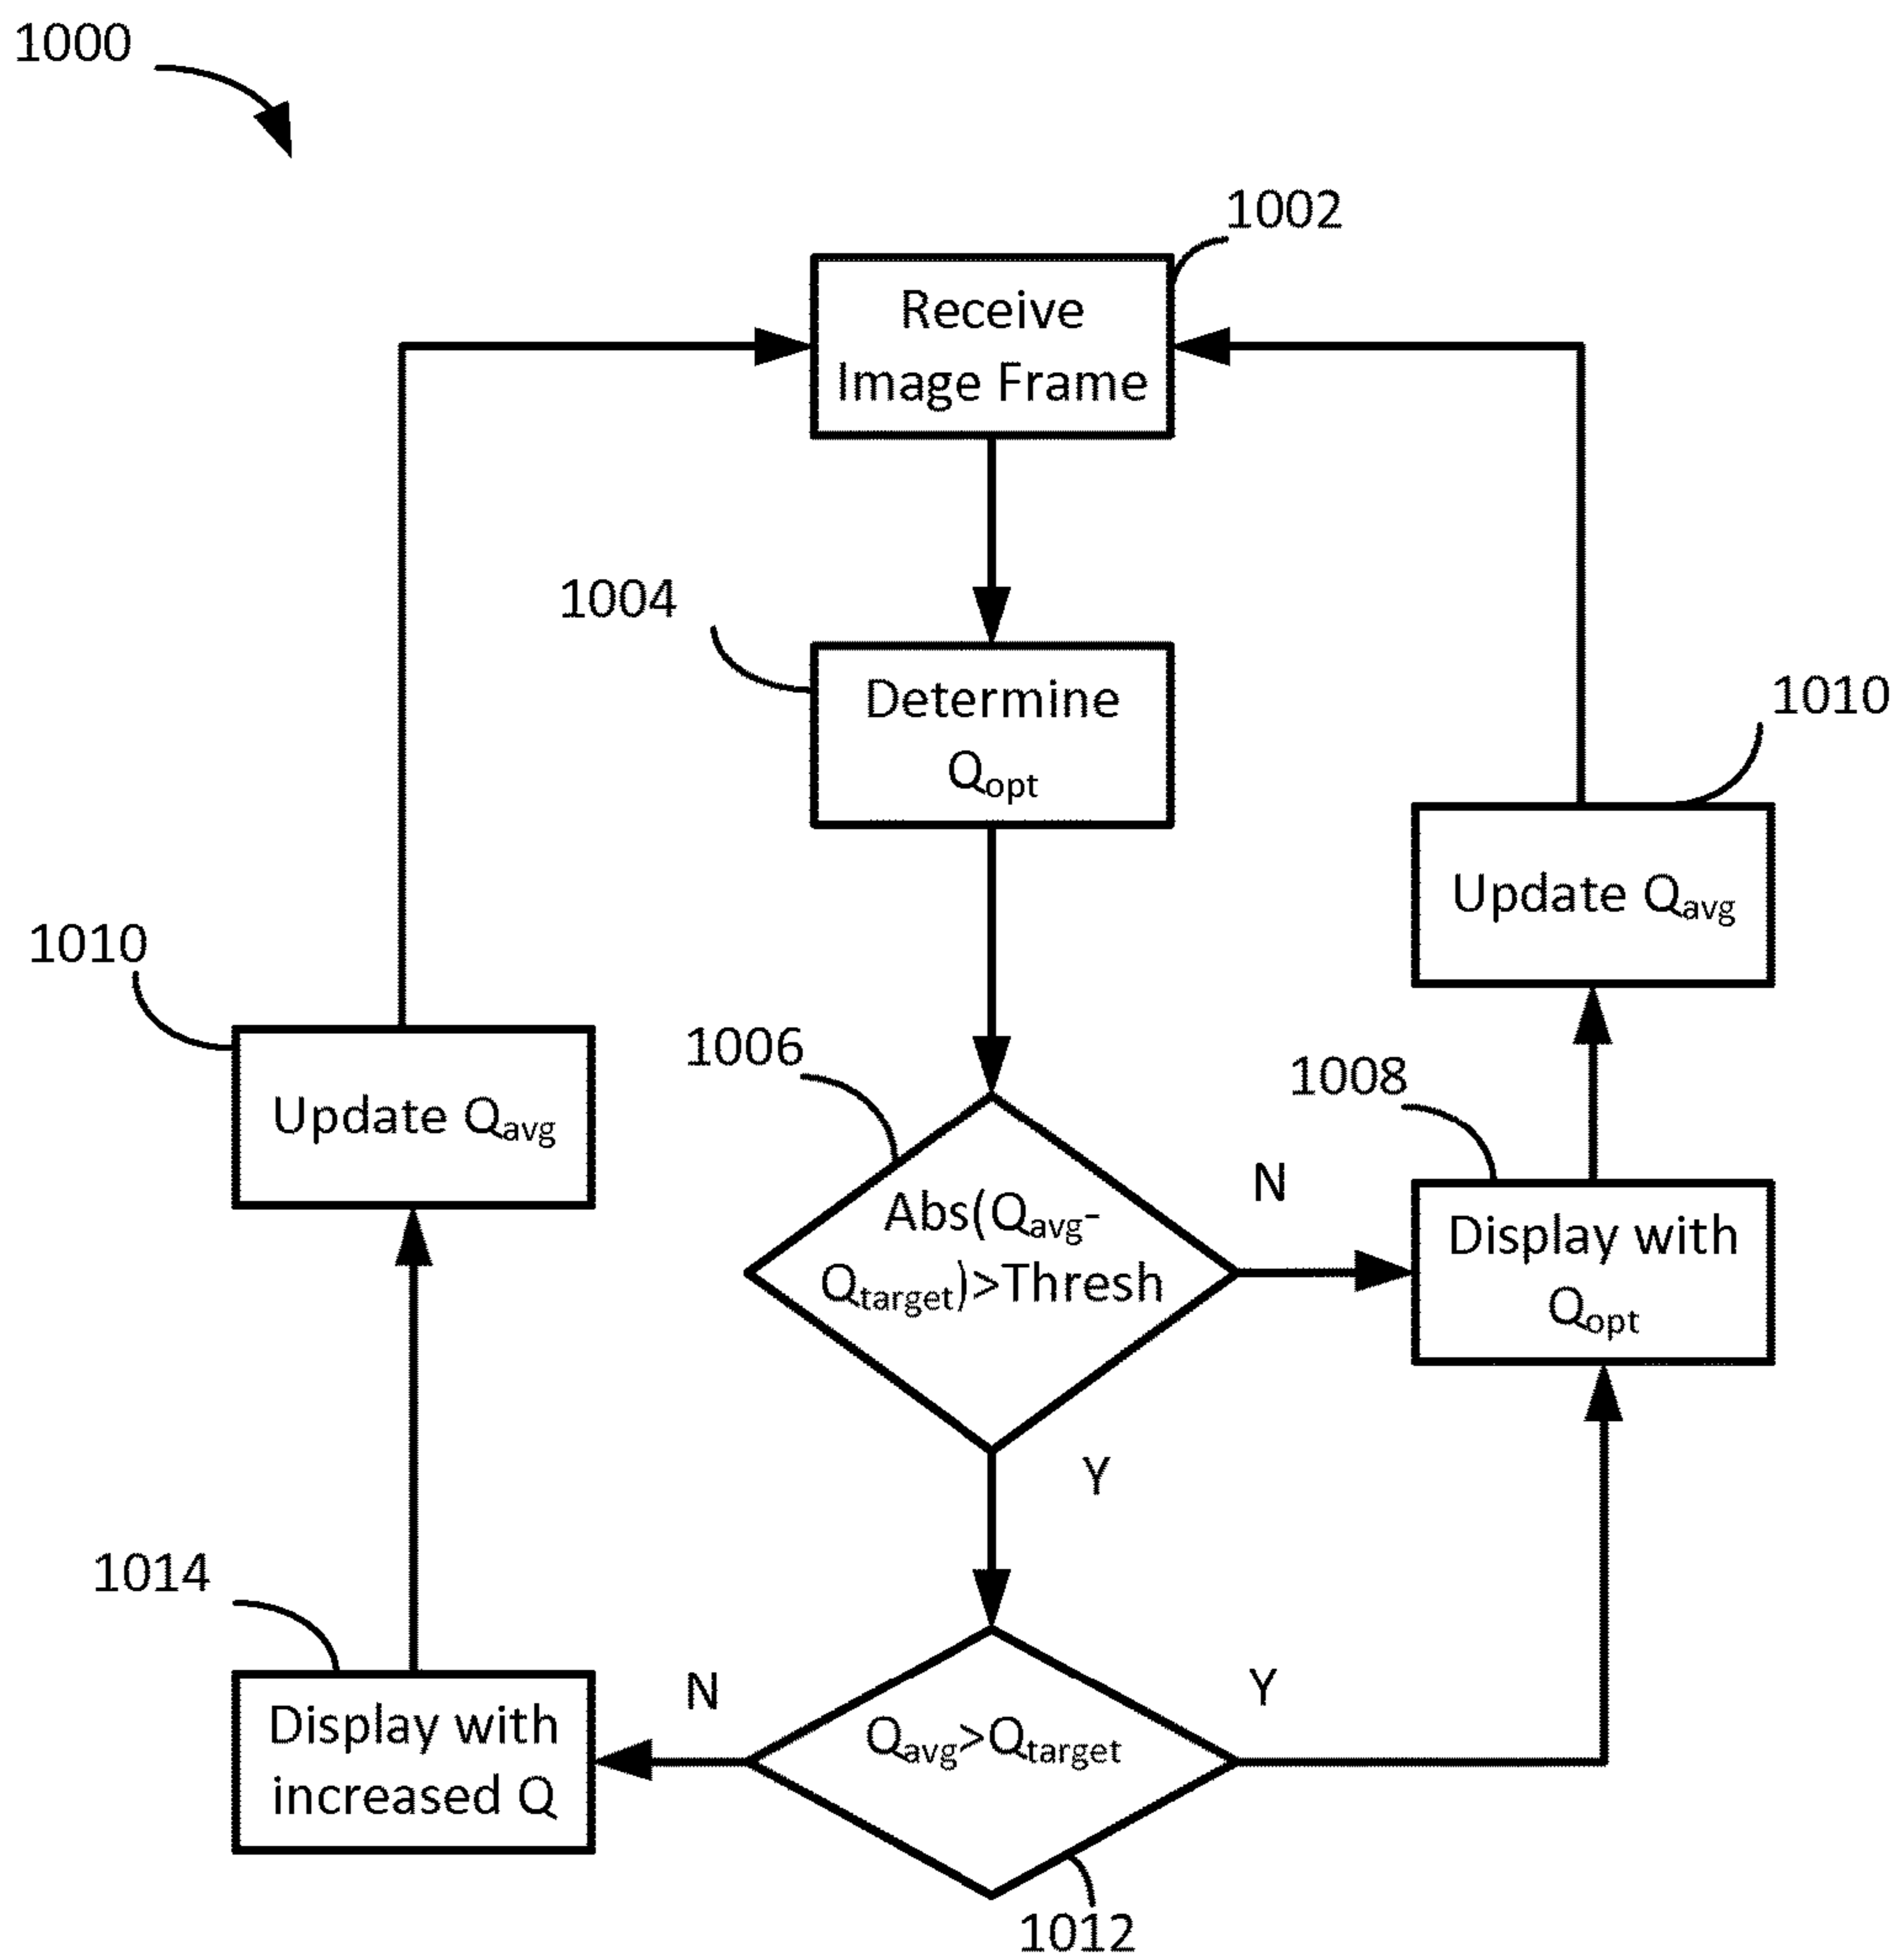 1000
1002
Receive
Image Frame
1004
Determine
Qopt
1010
Update Qavg
1010
Update Qavg
1006
Abs(Qavg-
Qtarget)>Thresh
N
1008
Display with
Qopt
Y
1014
Display with
increased Q
N
Qavg>Qtarget
Y
1012